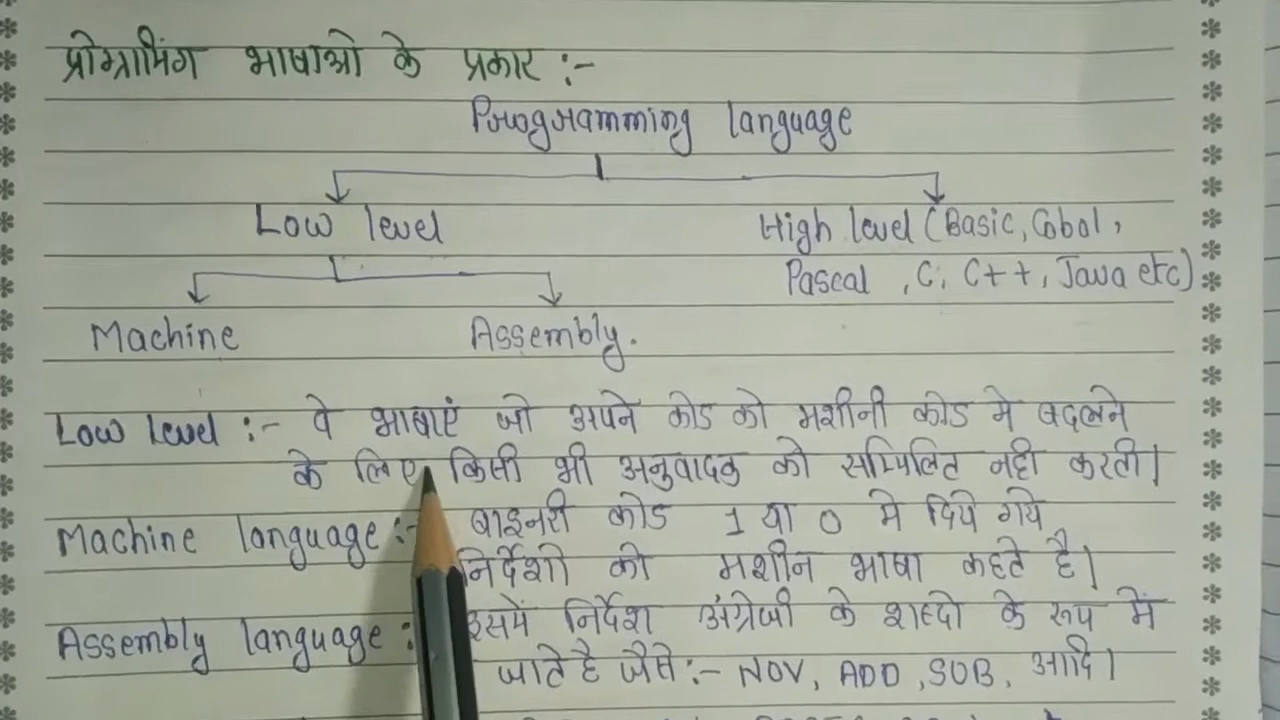 प्रोग्रामिंग भाषाओ के प्रकार :-
Programming language
Low level High level (Basic, Cobol,
Pascal , C, C++, Java etc)
Machine Assembly.
Low level :- वे भाषाएं जो अपने कोड को मशीनी कोड मे बदलने
के लिए किसी भी अनुवादक को सम्मिलित नही करती।
Machine language :- बाइनरी कोड 1 या 0 मे दिये गये
निर्देशो को मशीन भाषा कहते है।
Assembly language : इसमें निर्देश अंग्रेजी के शब्दो के रूप में
जाते है जैसे :- NOV, ADD, SUB, आदि।